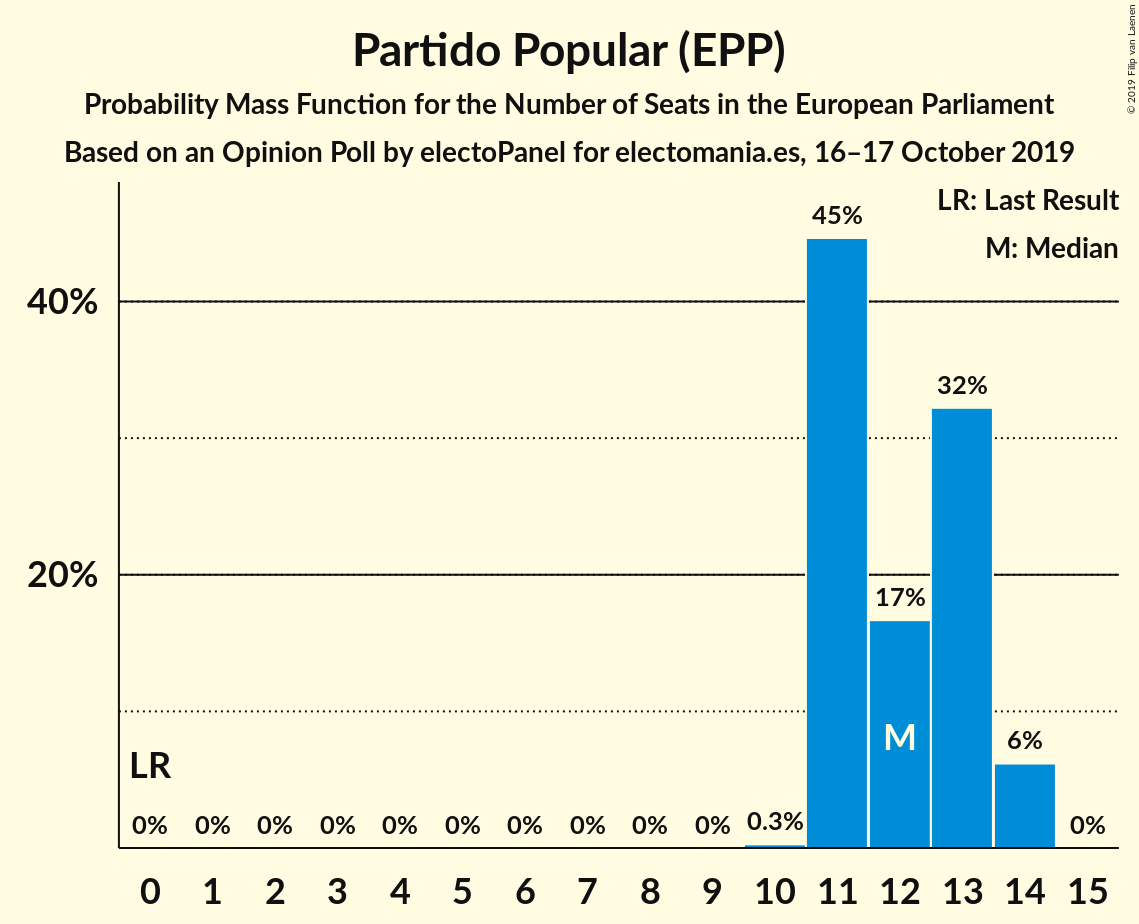 Partido Popular (EPP)
Probability Mass Function for the Number of Seats in the European Parliament
Based on an Opinion Poll by electoPanel for electomania.es, 16–17 October 2019
© 2019 Filip van Laenen
LR: Last Result
M: Median
45%
40%
32%
20%
17%
M
6%
LR
0% 0% 0% 0% 0% 0% 0% 0% 0% 0% 0.3% 0%
0 1 2 3 4 5 6 7 8 9 10 11 12 13 14 15